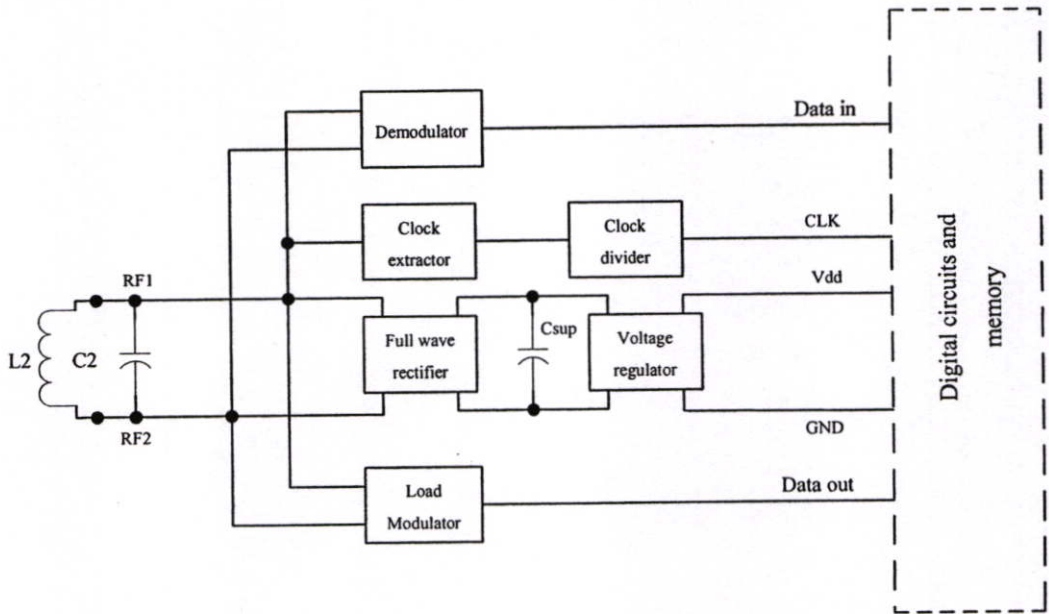 Demodulator
Data in
Clock
extractor
Clock
divider
CLK
RF1
Vdd
L2
C2
Full wave
rectifier
Csup
Voltage
regulator
RF2
GND
Load
Modulator
Data out
Digital circuits and
memory